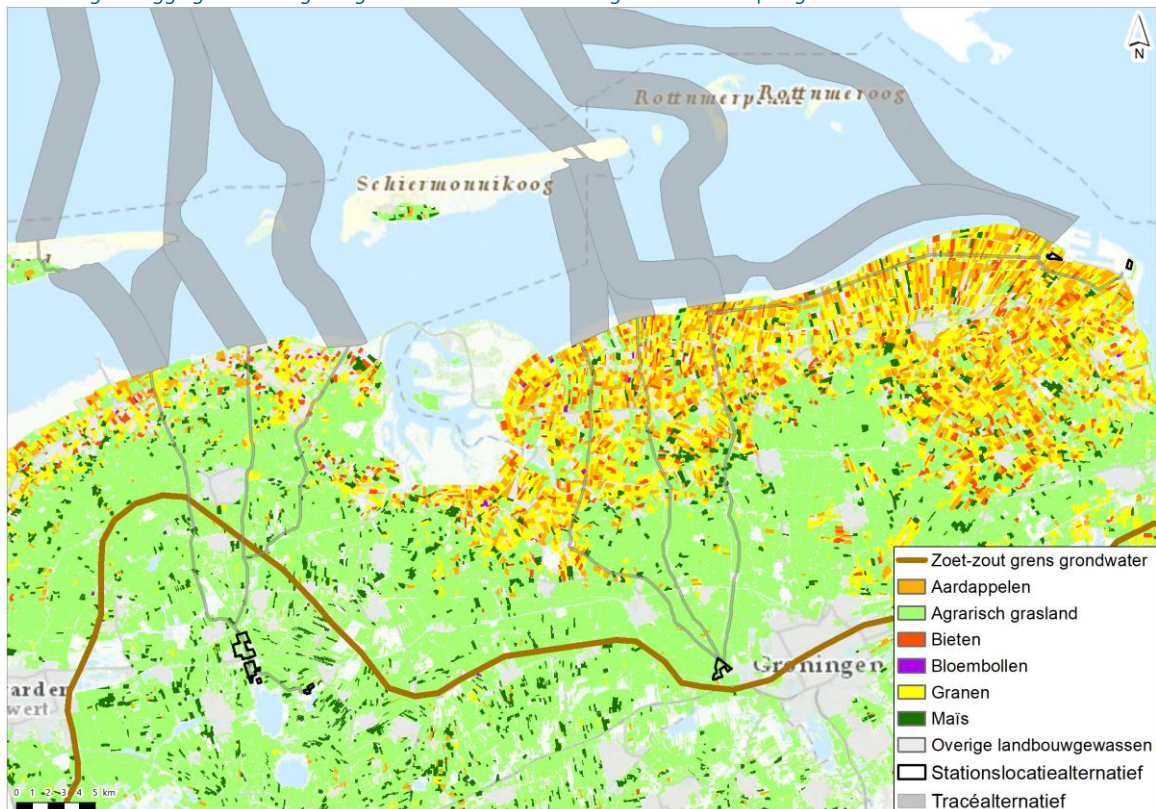 N
Rottumeroog
Schiermonnikoog
Groningen
arden
wert
Zoet-zout grens grondwater
Aardappelen
Agrarisch grasland
Bieten
Bloembollen
Granen
Maïs
Overige landbouwgewassen
Stationslocatiealternatief
Tracéalternatief
0 1 2 3 4 5 km